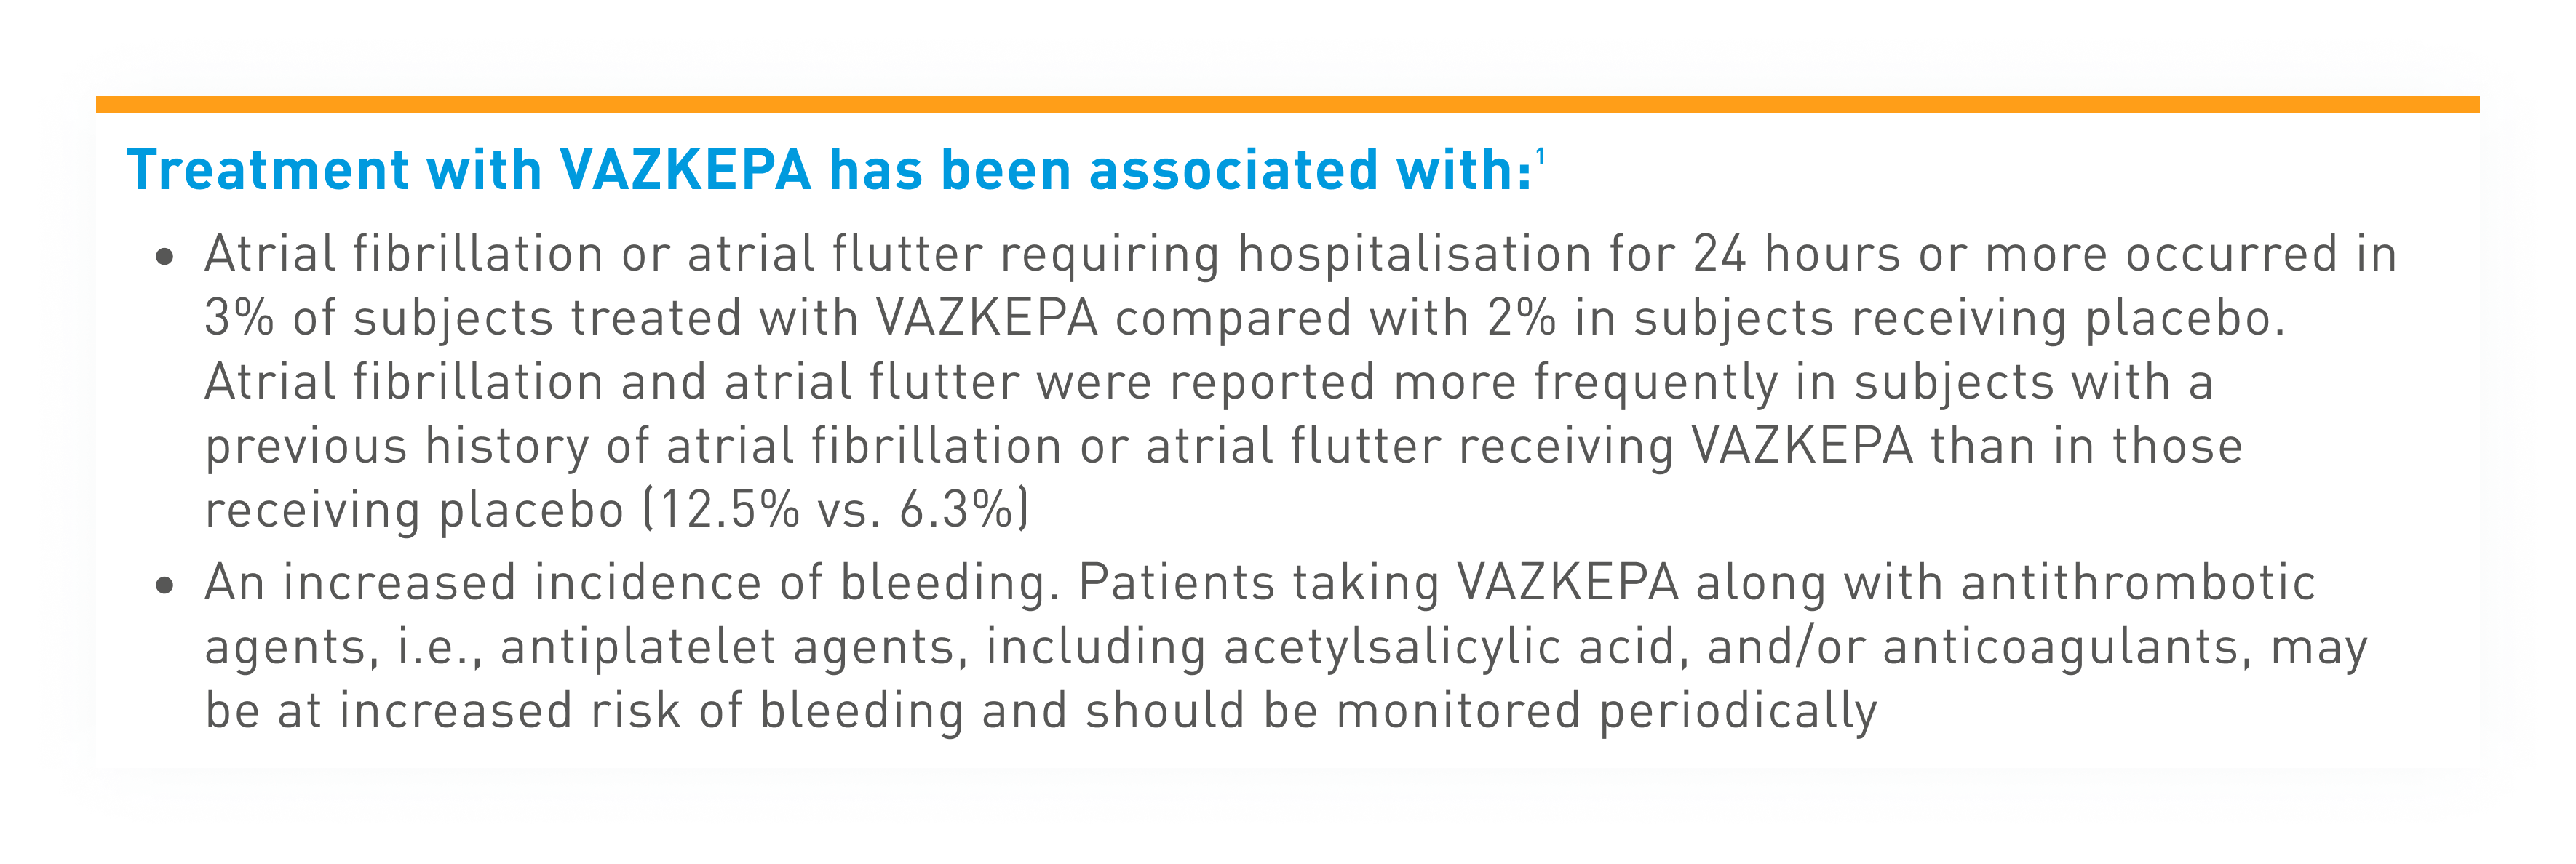 Treatment with VAZKEPA has been associated with:¹
• Atrial fibrillation or atrial flutter requiring hospitalisation for 24 hours or more occurred in
3% of subjects treated with VAZKEPA compared with 2% in subjects receiving placebo.
Atrial fibrillation and atrial flutter were reported more frequently in subjects with a
previous history of atrial fibrillation or atrial flutter receiving VAZKEPA than in those
receiving placebo (12.5% vs. 6.3%)
• An increased incidence of bleeding. Patients taking VAZKEPA along with antithrombotic
agents, i.e., antiplatelet agents, including acetylsalicylic acid, and/or anticoagulants, may
be at increased risk of bleeding and should be monitored periodically